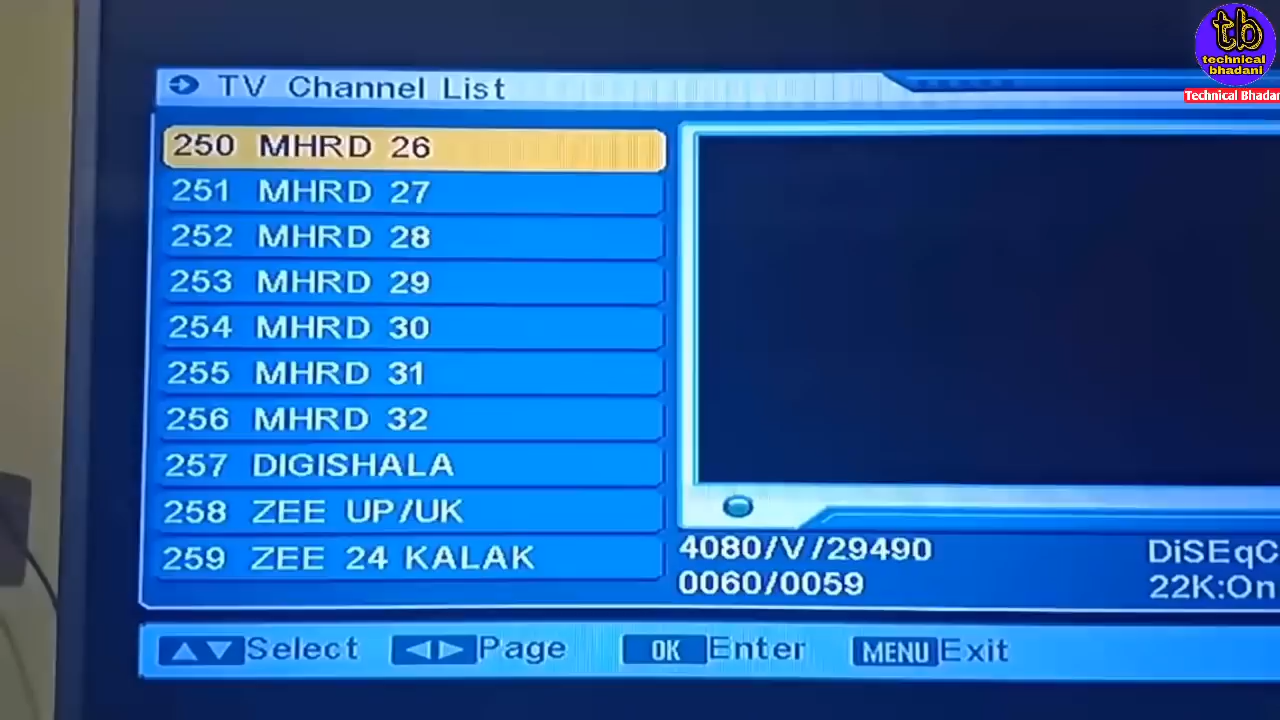 tb
technical
bhadani
Technical Bhadan
TV Channel List
250 MHRD 26
251 MHRD 27
252 MHRD 28
253 MHRD 29
254 MHRD 30
255 MHRD 31
256 MHRD 32
257 DIGISHALA
258 ZEE UP/UK
259 ZEE 24 KALAK
4080/V/29490
0060/0059
DiSEqC
22K:On
Select Page OK Enter MENU Exit